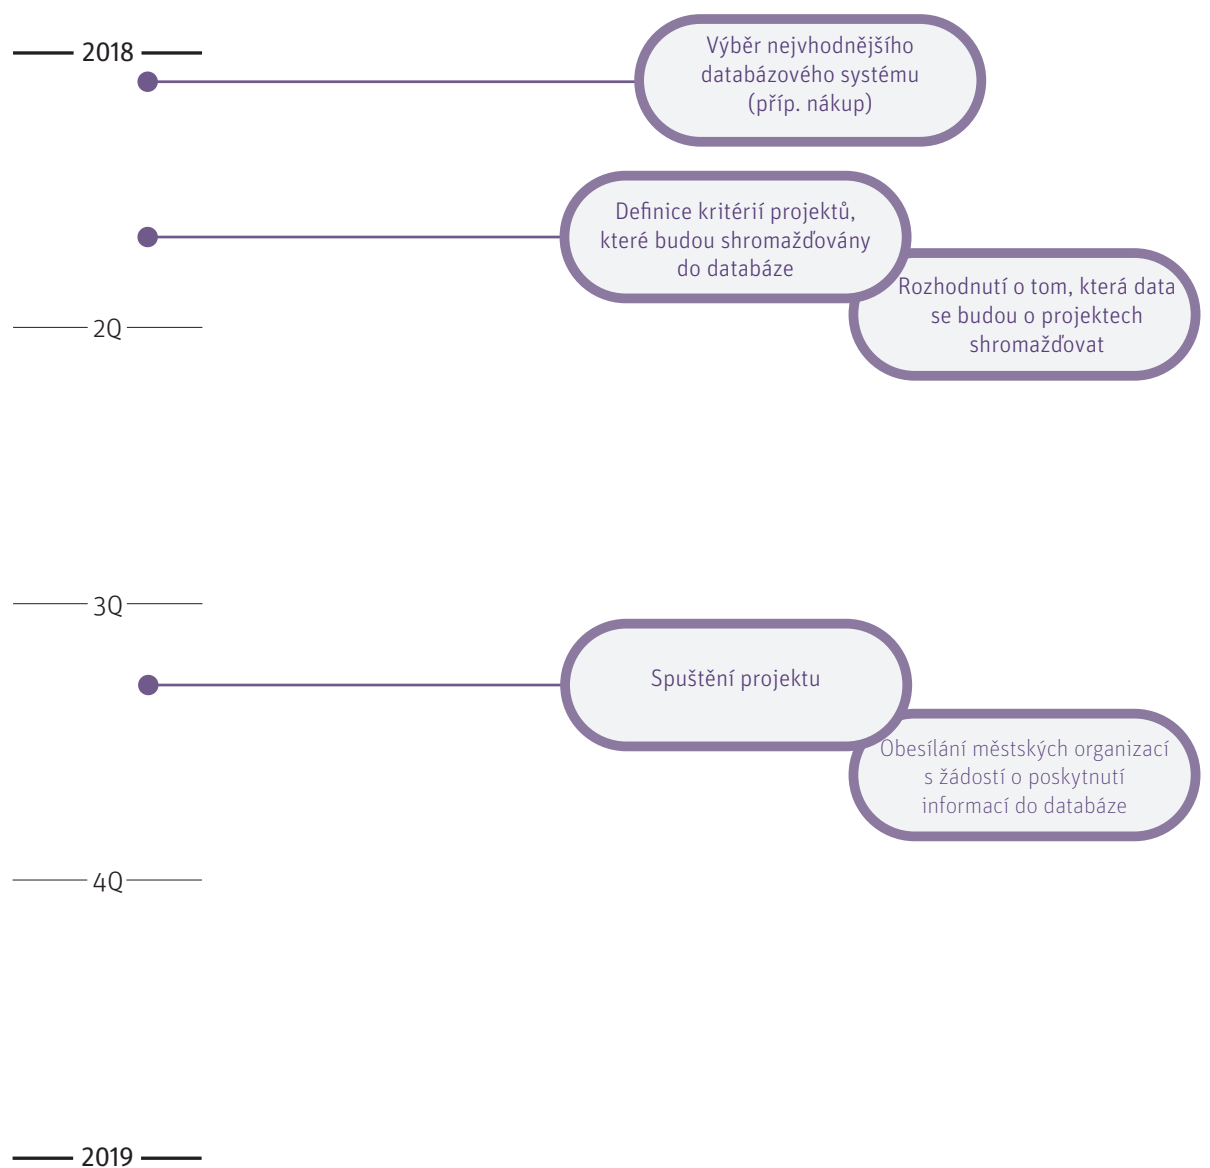 2018
Výběr nejvhodnějšího
databázového systému
(příp. nákup)
Definice kritérií projektů,
které budou shromažďovány
do databáze
Rozhodnutí o tom, která data
se budou o projektech
shromažďovat
2Q
3Q
Spuštění projektu
Obesílání městských organizací
s žádostí o poskytnutí
informací do databáze
4Q
2019